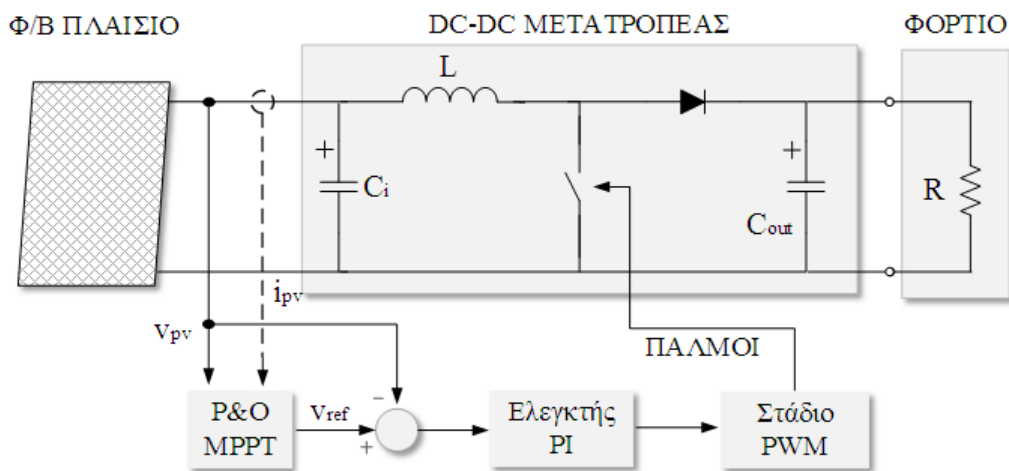 Φ/Β ΠΛΑΙΣΙΟ
DC-DC ΜΕΤΑΤΡΟΠΕΑΣ
ΦΟΡΤΙΟ
L
+
Ci
+
Cout
R
ipv
vpv
ΠΑΛΜΟΙ
P&O
MPPT
vref
−
+
Ελεγκτής
PI
Στάδιο
PWM